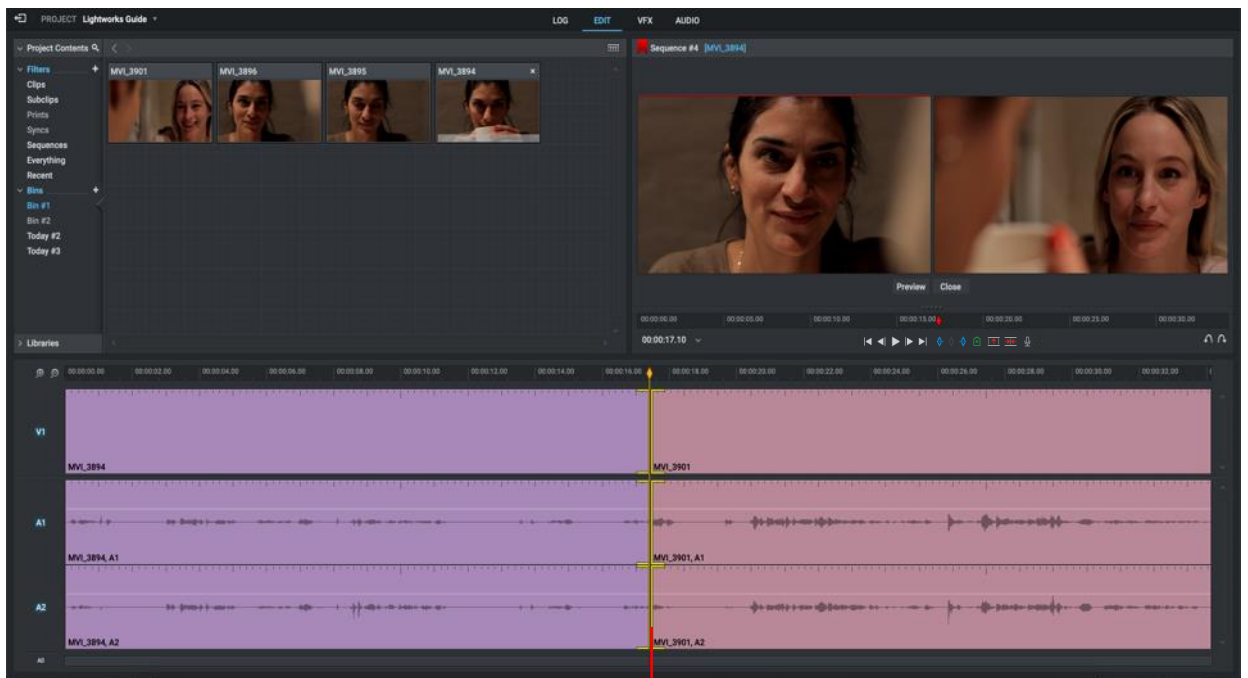 PROJECT Lightworks Guide
LOG EDIT VFX AUDIO
Project Contents
Filters +
Clips
Subclips
Prints
Syncs
Sequences
Everything
Recent
Bins +
Bin #1
Bin #2
Today #2
Today #3
Libraries
MVI_3901 MVI_3896 MVI_3895 MVI_3894 ×
Sequence #4 [MVI_3894]
Preview Close
00:00:00.00 00:00:05.00 00:00:10.00 00:00:15.00 00:00:20.00 00:00:25.00 00:00:30.00
00:00:17.10
00:00:00.00 00:00:02.00 00:00:04.00 00:00:06.00 00:00:08.00 00:00:10.00 00:00:12.00 00:00:14.00 00:00:16.00 00:00:18.00 00:00:20.00 00:00:22.00 00:00:24.00 00:00:26.00 00:00:28.00 00:00:30.00 00:00:32.00
V1
MVI_3894 MVI_3901
A1
MVI_3894, A1 MVI_3901, A1
A2
MVI_3894, A2 MVI_3901, A2